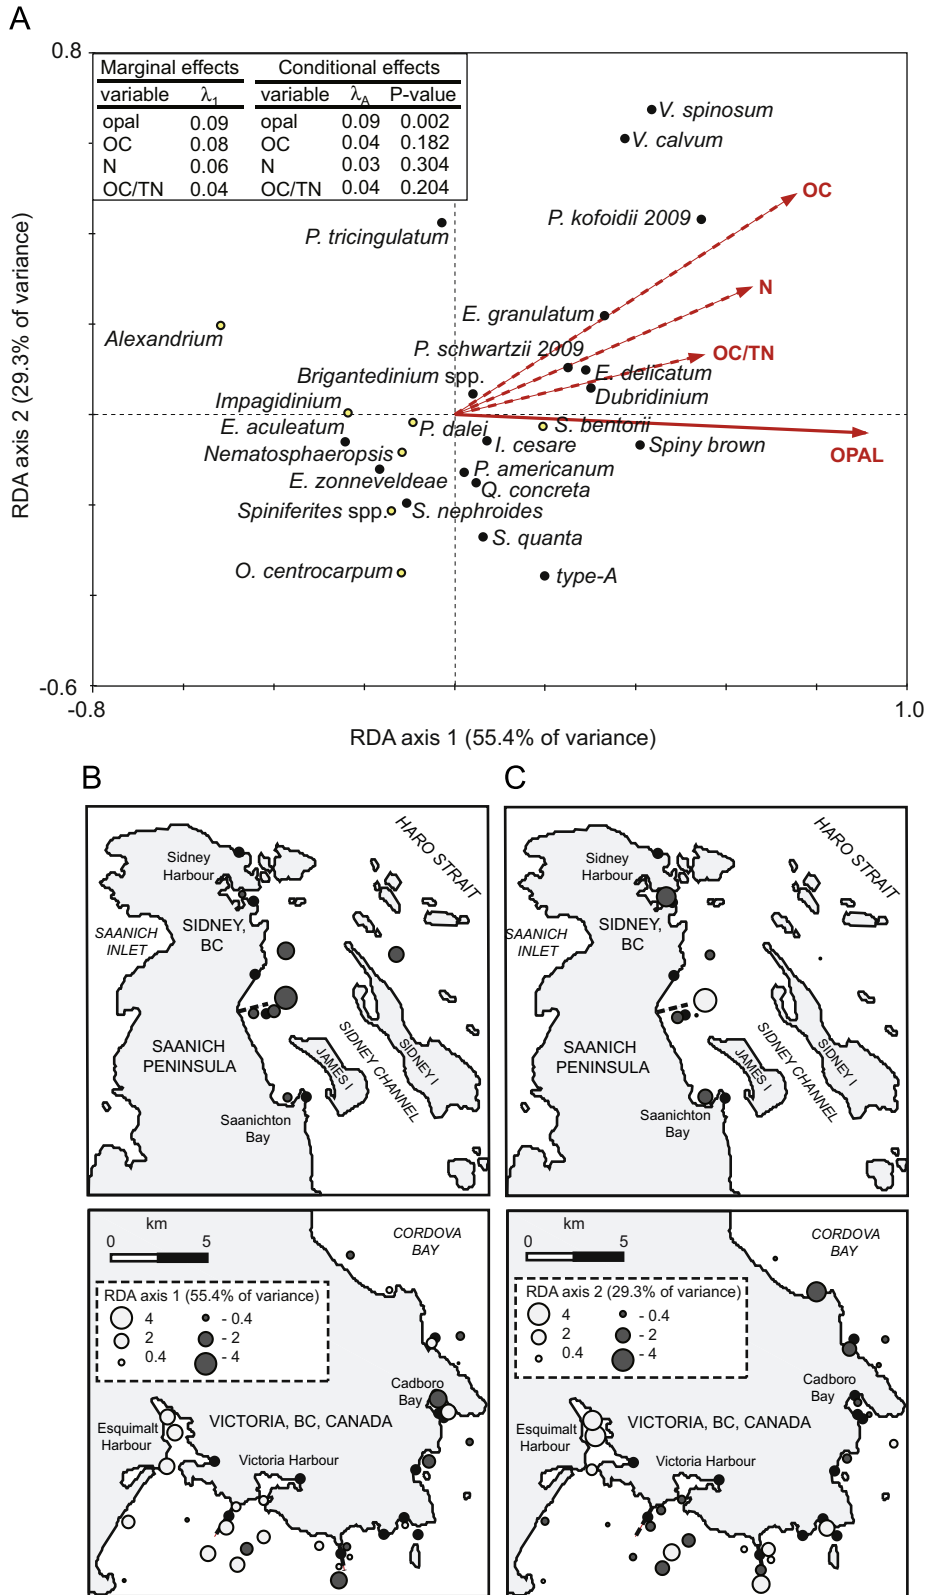 A
0.8
Marginal effects
Conditional effects
variable λ1
variable λA P-value
opal 0.09 opal 0.09 0.002
OC 0.08 OC 0.04 0.182
N 0.06 N 0.03 0.304
OC/TN 0.04 OC/TN 0.04 0.204
V. spinosum
V. calvum
OC
P. kofoidii 2009
P. tricingulatum
N
E. granulatum
Alexandrium
P. schwartzii 2009
OC/TN
Brigantedinium spp.
E. delicatum
Dubridinium
Impagidinium
E. aculeatum
P. dalei
S. bentorii
I. cesare
Spiny brown
OPAL
Nematosphaeropsis
P. americanum
E. zonneveldeae
Q. concreta
Spiniferites spp.
S. nephroides
S. quanta
O. centrocarpum
type-A
RDA axis 2 (29.3% of variance)
-0.6
-0.8
1.0
RDA axis 1 (55.4% of variance)
B
HARO STRAIT
Sidney
Harbour
SIDNEY,
BC
SAANICH
INLET
SAANICH
PENINSULA
JAMES I
SIDNEY CHANNEL
SIDNEY I
Saanichton
Bay
km
0 5
CORDOVA
BAY
RDA axis 1 (55.4% of variance)
4 - 0.4
2 - 2
0.4 - 4
Cadboro
Bay
Esquimalt
Harbour
VICTORIA, BC, CANADA
Victoria Harbour
C
HARO STRAIT
Sidney
Harbour
SIDNEY,
BC
SAANICH
INLET
SAANICH
PENINSULA
JAMES I
SIDNEY CHANNEL
SIDNEY I
Saanichton
Bay
km
0 5
CORDOVA
BAY
RDA axis 2 (29.3% of variance)
4 - 0.4
2 - 2
0.4 - 4
Cadboro
Bay
Esquimalt
Harbour
VICTORIA, BC, CANADA
Victoria Harbour